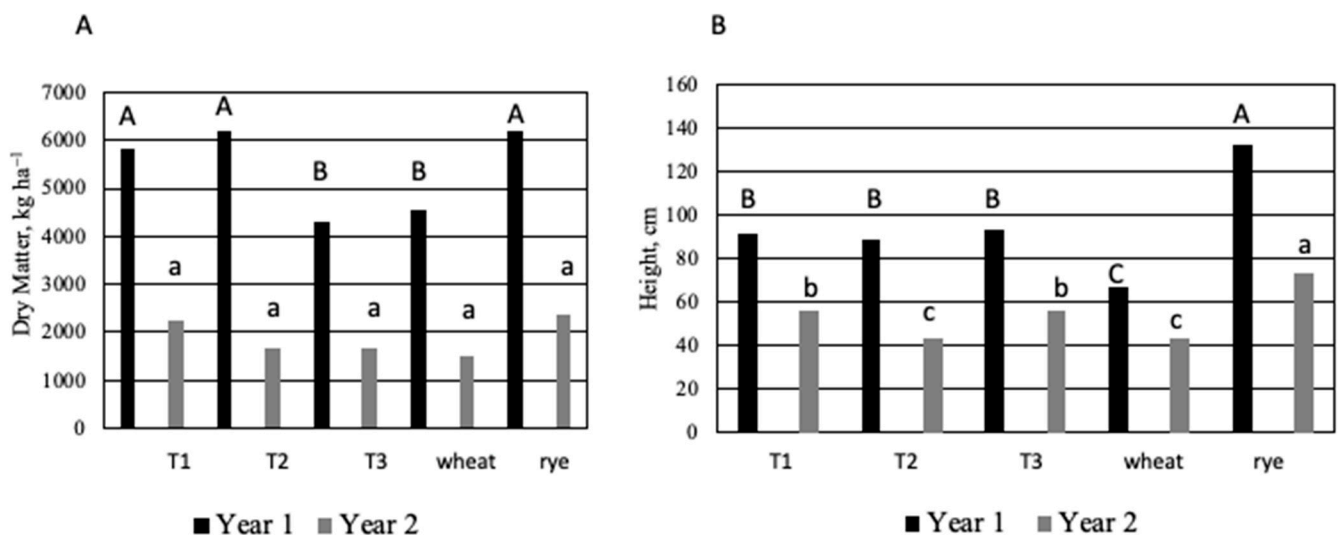 A
7000
6000
5000
4000
3000
2000
1000
0
Dry Matter, kg ha⁻¹
A
a
A
a
B
a
B
a
A
a
T1 T2 T3 wheat rye
Year 1 Year 2
B
160
140
120
100
80
60
40
20
0
Height, cm
B
b
B
c
B
b
C
c
A
a
T1 T2 T3 wheat rye
Year 1 Year 2